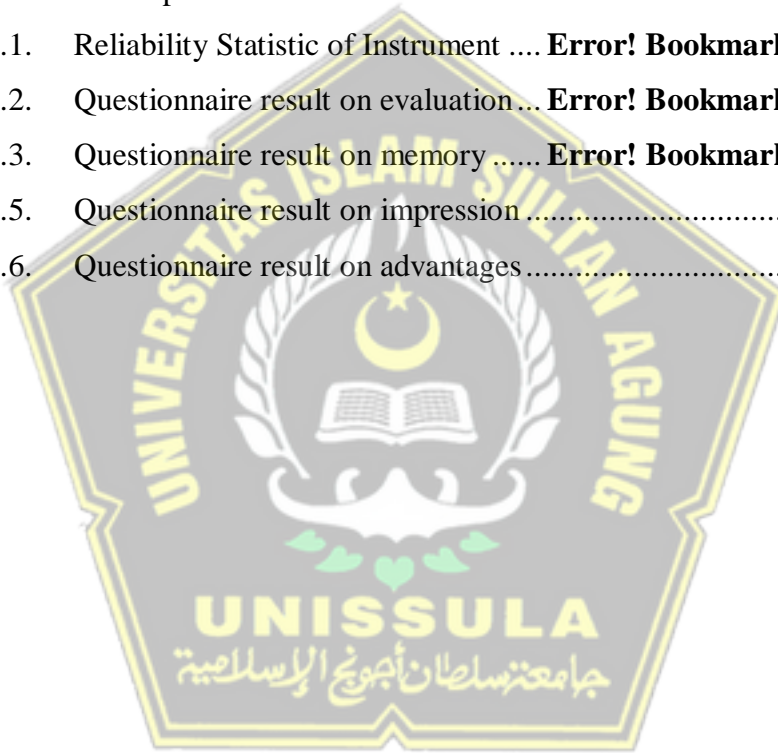 .1. Reliability Statistic of Instrument .... Error! Bookmark
.2. Questionnaire result on evaluation... Error! Bookmark
.3. Questionnaire result on memory ...... Error! Bookmark
.5. Questionnaire result on impression ..............................
.6. Questionnaire result on advantages..............................
UNIVERSITAS ISLAM SULTAN AGUNG
UNISSULA
جامعة سلطان أجونج الإسلامية